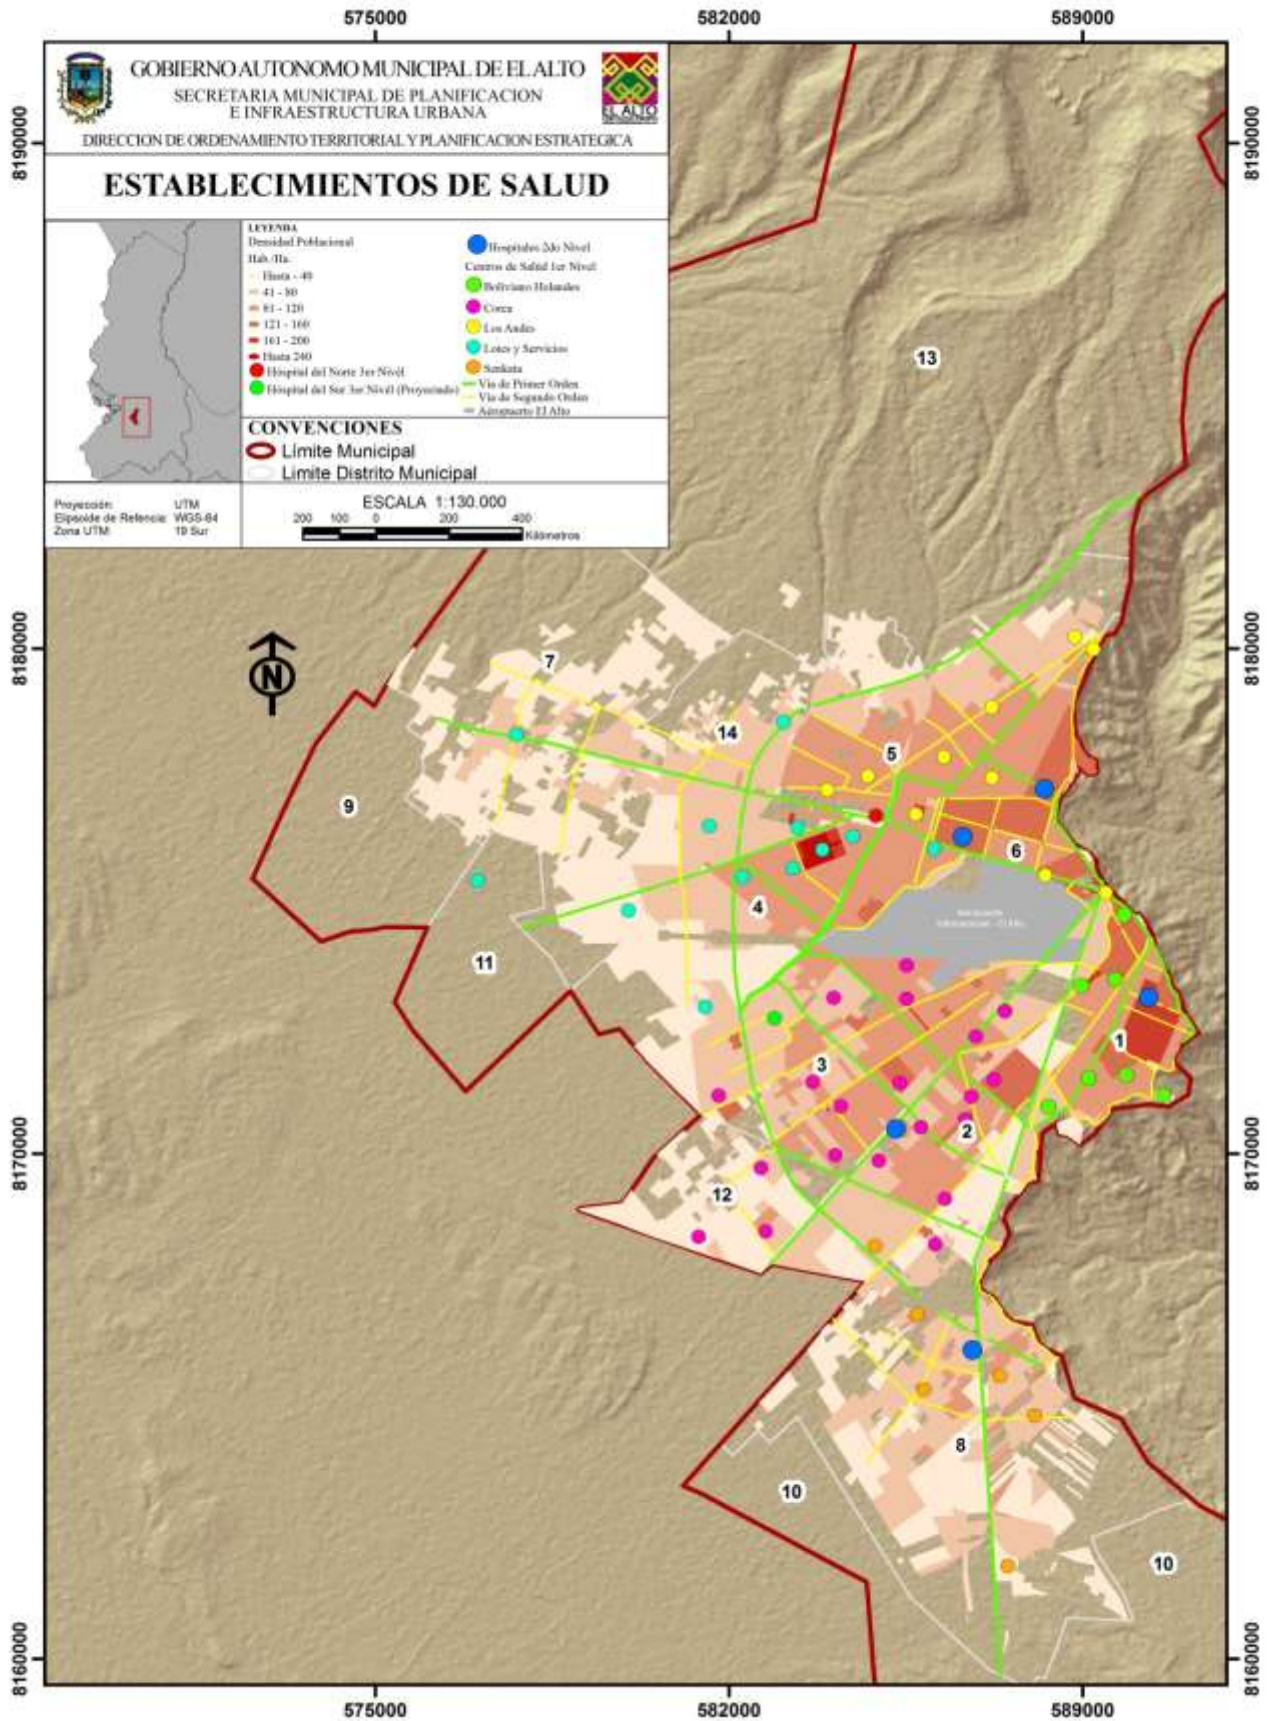 575000
582000
589000
GOBIERNO AUTONOMO MUNICIPAL DE EL ALTO
SECRETARIA MUNICIPAL DE PLANIFICACION
E INFRAESTRUCTURA URBANA
EL ALTO
DIRECCION DE ORDENAMIENTO TERRITORIAL Y PLANIFICACION ESTRATEGICA
8190000
8190000
ESTABLECIMIENTOS DE SALUD
LEYENDA
Densidad Poblacional
Hab./Ha.
Hasta - 40
41 - 80
81 - 120
121 - 160
161 - 200
Hasta 240
Hospital del Norte 3er Nivel
Hospital del Sur 3er Nivel (Proyectado)
Hospitales 2do Nivel
Centros de Salud 1er Nivel
Boliviano Holandes
Corea
Los Andes
Lotes y Servicios
Senkata
Via de Primer Orden
Via de Segundo Orden
Aeropuerto El Alto
CONVENCIONES
Límite Municipal
Limite Distrito Municipal
Proyección: UTM
Elipsoide de Refencia: WGS-84
Zona UTM: 19 Sur
ESCALA 1:130.000
200 100 0 200 400
Kilómetros
13
N
8180000
8180000
7
14
5
9
6
4
11
1
3
2
8170000
8170000
12
8
10
10
8160000
8160000
575000
582000
589000